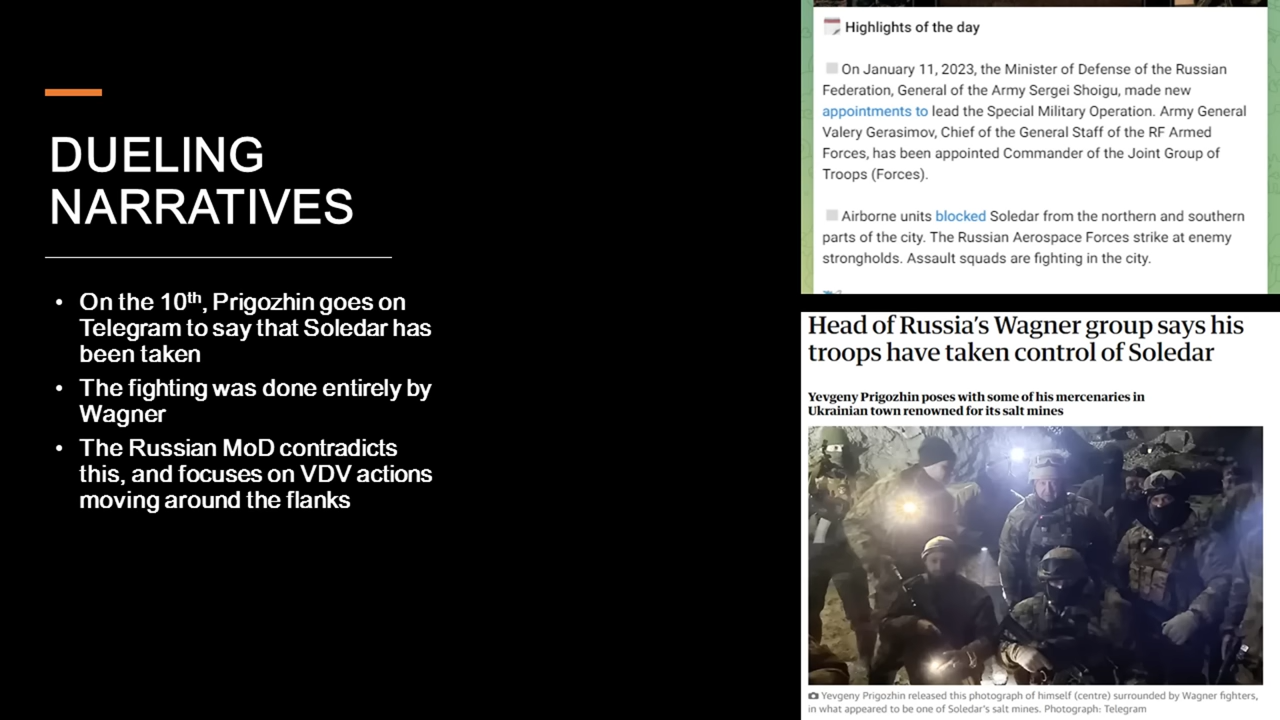 DUELING
NARRATIVES
• On the 10th, Prigozhin goes on
Telegram to say that Soledar has
been taken
• The fighting was done entirely by
Wagner
• The Russian MoD contradicts
this, and focuses on VDV actions
moving around the flanks
Highlights of the day
On January 11, 2023, the Minister of Defense of the Russian
Federation, General of the Army Sergei Shoigu, made new
appointments to lead the Special Military Operation. Army General
Valery Gerasimov, Chief of the General Staff of the RF Armed
Forces, has been appointed Commander of the Joint Group of
Troops (Forces).
Airborne units blocked Soledar from the northern and southern
parts of the city. The Russian Aerospace Forces strike at enemy
strongholds. Assault squads are fighting in the city.
Head of Russia's Wagner group says his
troops have taken control of Soledar
Yevgeny Prigozhin poses with some of his mercenaries in
Ukrainian town renowned for its salt mines
Yevgeny Prigozhin released this photograph of himself (centre) surrounded by Wagner fighters,
in what appeared to be one of Soledar's salt mines. Photograph: Telegram